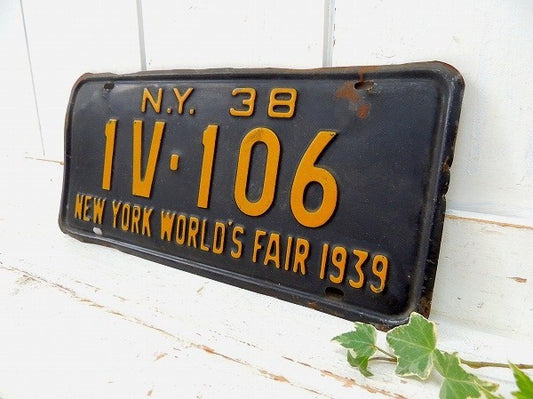 N.Y. 38
1V·106
NEW YORK WORLD'S FAIR 1939